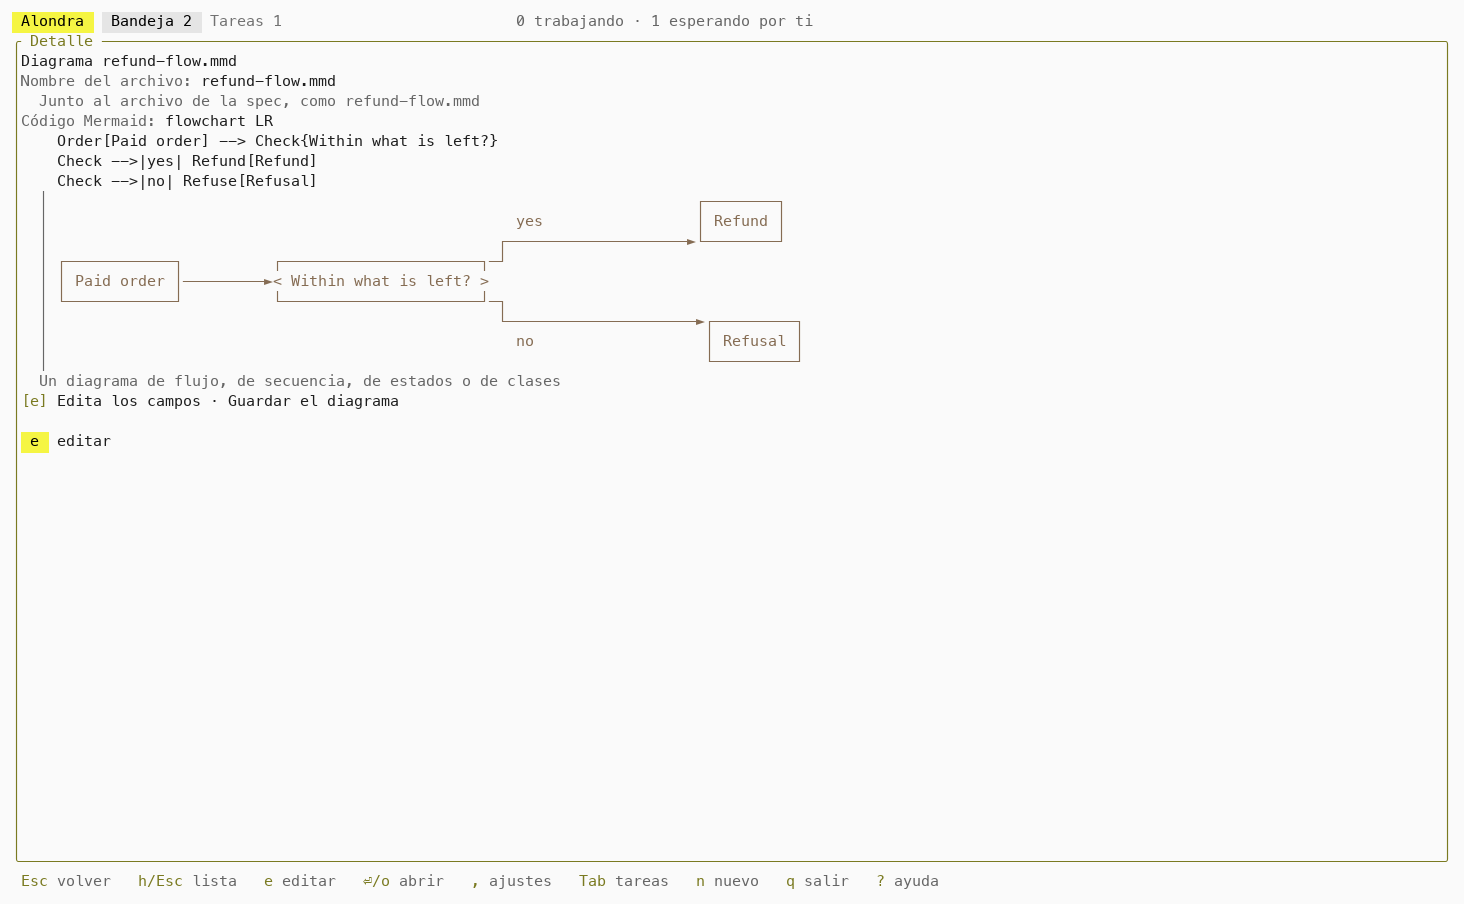 Alondra Bandeja 2 Tareas 1 0 trabajando · 1 esperando por ti
Detalle
Diagrama refund-flow.mmd
Nombre del archivo: refund-flow.mmd
Junto al archivo de la spec, como refund-flow.mmd
Código Mermaid: flowchart LR
Order[Paid order] --> Check{Within what is left?}
Check -->|yes| Refund[Refund]
Check -->|no| Refuse[Refusal]
yes Refund
Paid order < Within what is left? >
no Refusal
Un diagrama de flujo, de secuencia, de estados o de clases
[e] Edita los campos · Guardar el diagrama
e editar
Esc volver h/Esc lista e editar ⏎/o abrir , ajustes Tab tareas n nuevo q salir ? ayuda